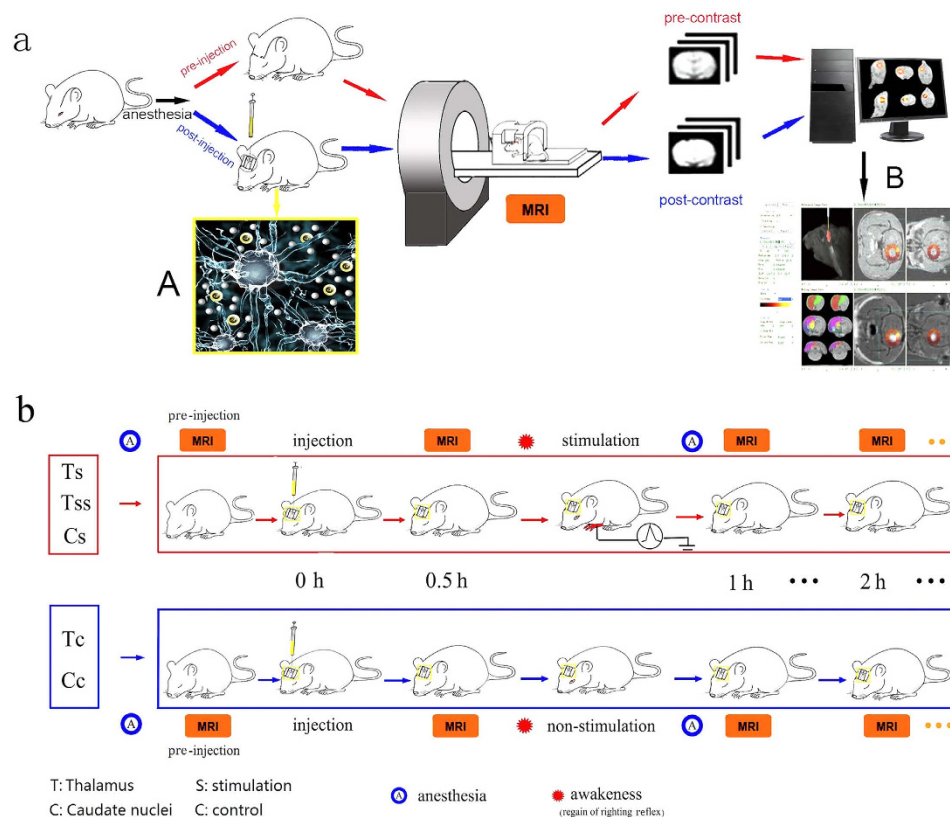 a
pre-contrast
pre-injection
anesthesia
post-injection
MRI
post-contrast
A
B
b
pre-injection
A MRI injection MRI stimulation A MRI MRI
Ts
Tss
Cs
0 h 0.5 h 1 h ••• 2 h •••
Tc
Cc
A MRI injection MRI non-stimulation A MRI MRI
pre-injection
T: Thalamus S: stimulation
C: Caudate nuclei C: control
A anesthesia awakeness
(regain of righting reflex)